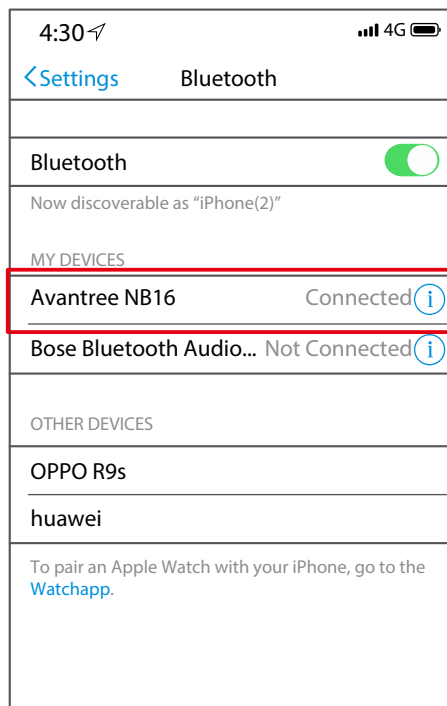 4:30 4G
Settings Bluetooth
Bluetooth
Now discoverable as “iPhone(2)”
MY DEVICES
Avantree NB16 Connected i
Bose Bluetooth Audio... Not Connected i
OTHER DEVICES
OPPO R9s
huawei
To pair an Apple Watch with your iPhone, go to the
Watchapp.